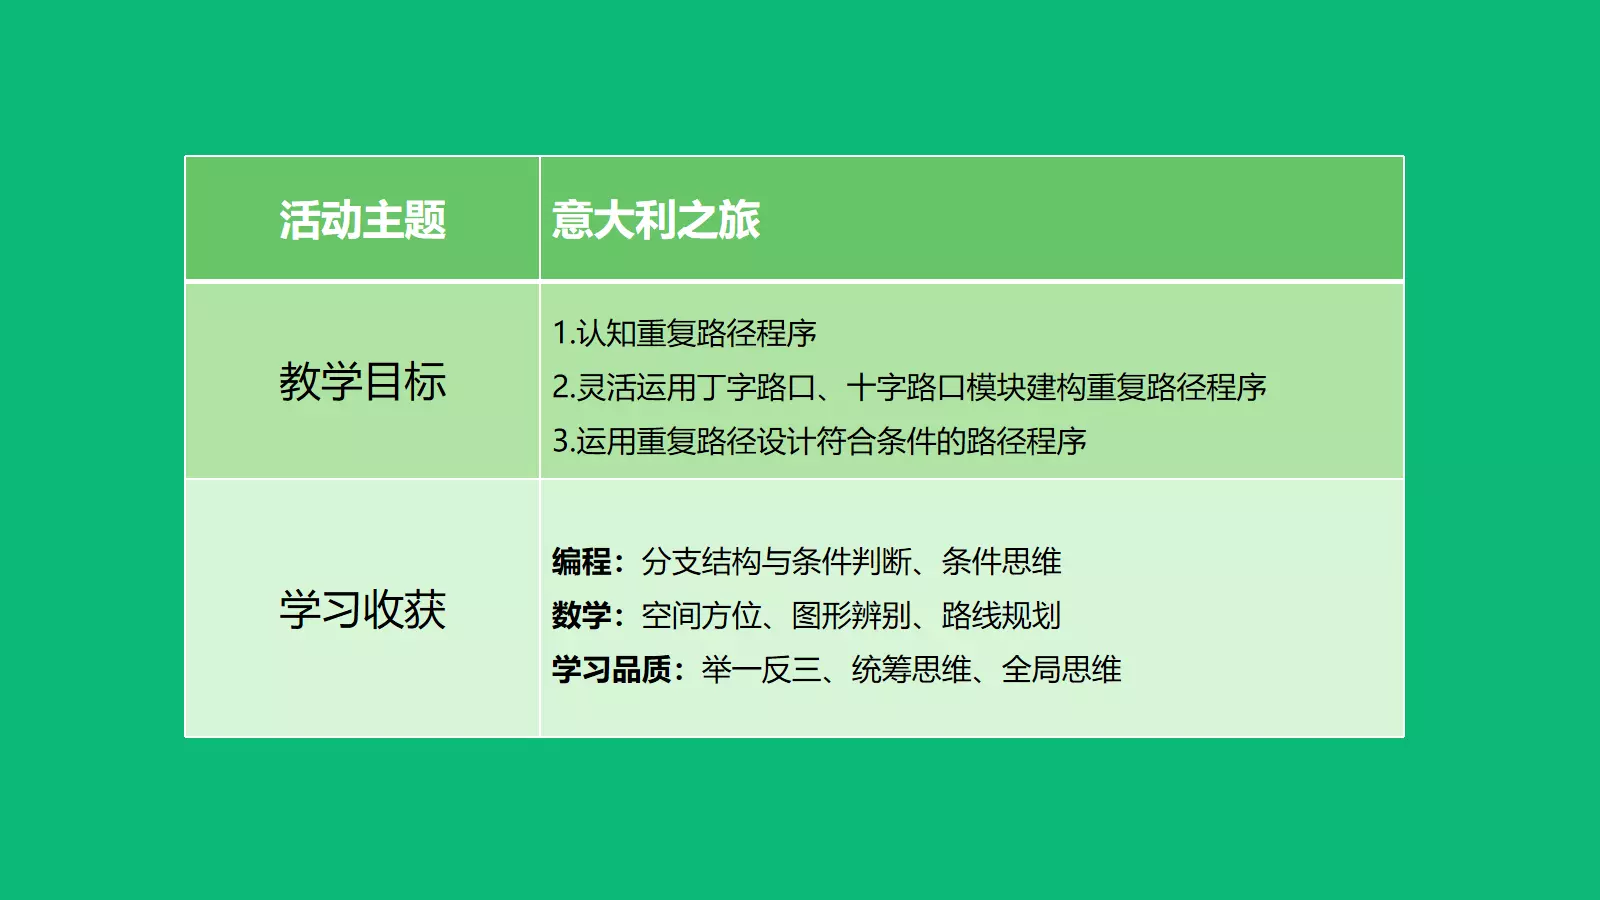 活动主题
意大利之旅
教学目标
1.认知重复路径程序
2.灵活运用丁字路口、十字路口模块建构重复路径程序
3.运用重复路径设计符合条件的路径程序
学习收获
编程：分支结构与条件判断、条件思维
数学：空间方位、图形辨别、路线规划
学习品质：举一反三、统筹思维、全局思维